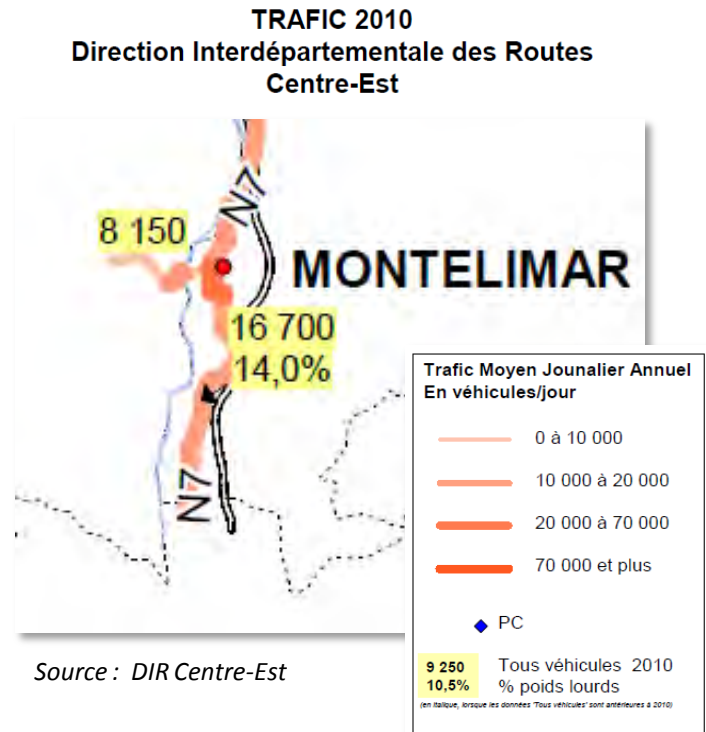 TRAFIC 2010
Direction Interdépartementale des Routes
Centre-Est
N7
8 150
MONTELIMAR
16 700
14,0%
N7
Trafic Moyen Jounalier Annuel
En véhicules/jour
0 à 10 000
10 000 à 20 000
20 000 à 70 000
70 000 et plus
PC
9 250 Tous véhicules 2010
10,5% % poids lourds
(en italique, lorsque les données 'Tous véhicules' sont antérieures à 2010)
Source : DIR Centre-Est